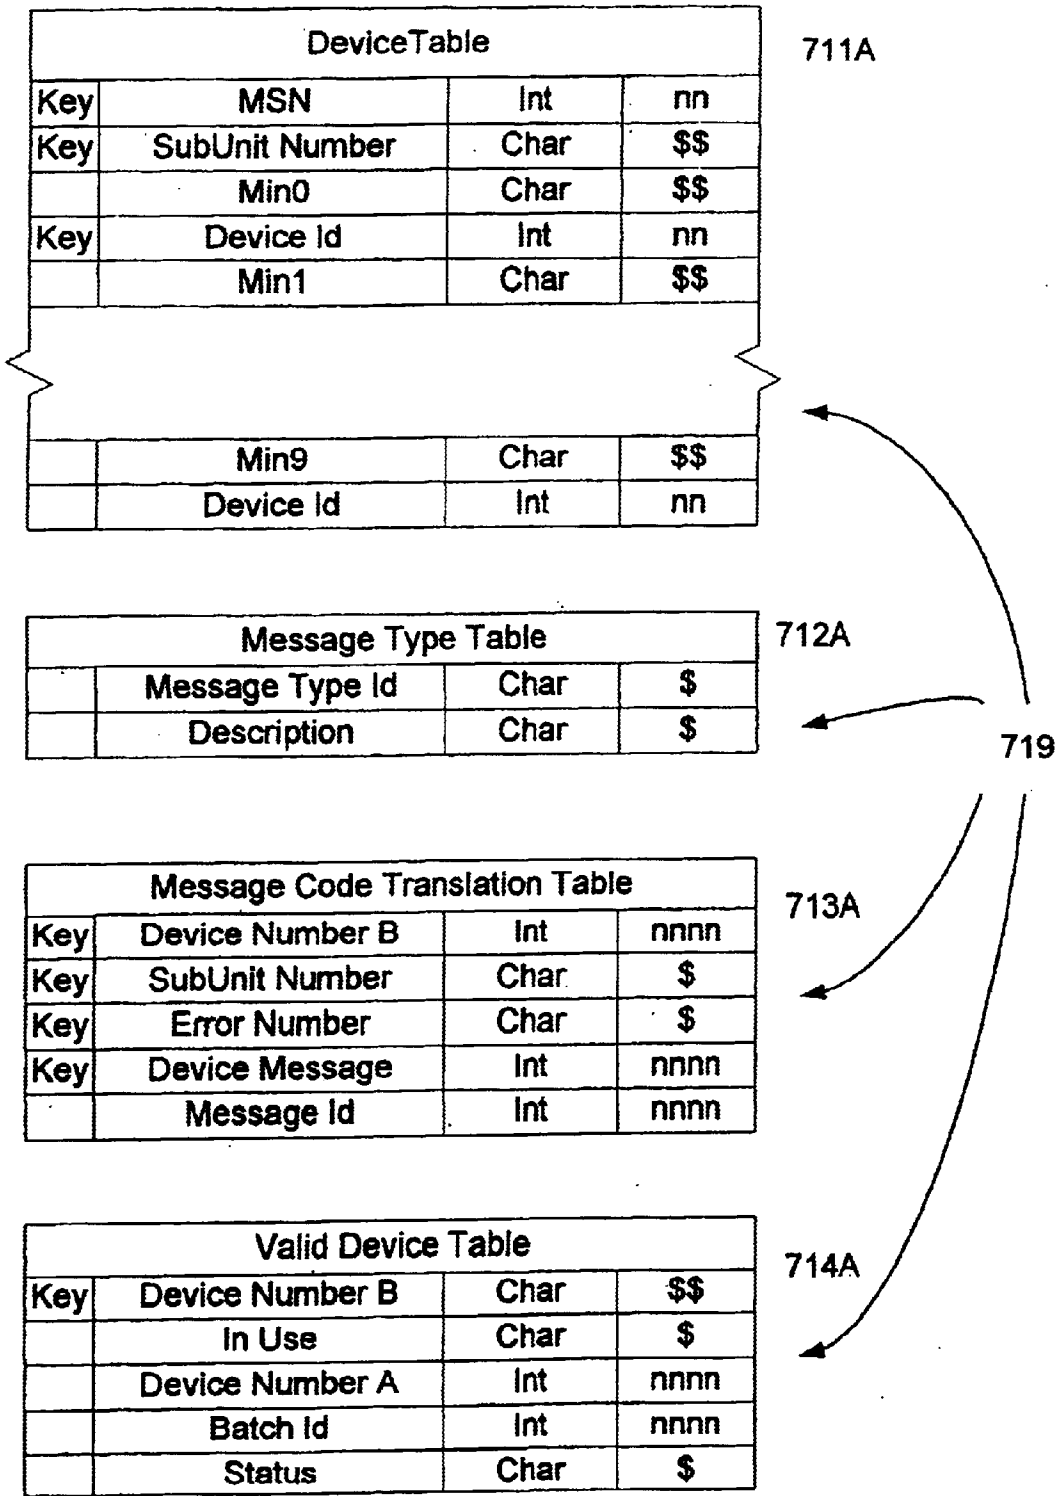 DeviceTable
711A
Key MSN Int nn
Key SubUnit Number Char $$
Min0 Char $$
Key Device Id Int nn
Min1 Char $$
Min9 Char $$
Device Id Int nn
Message Type Table
712A
Message Type Id Char $
Description Char $
719
Message Code Translation Table
713A
Key Device Number B Int nnnn
Key SubUnit Number Char $
Key Error Number Char $
Key Device Message Int nnnn
Message Id Int nnnn
Valid Device Table
714A
Key Device Number B Char $$
In Use Char $
Device Number A Int nnnn
Batch Id Int nnnn
Status Char $